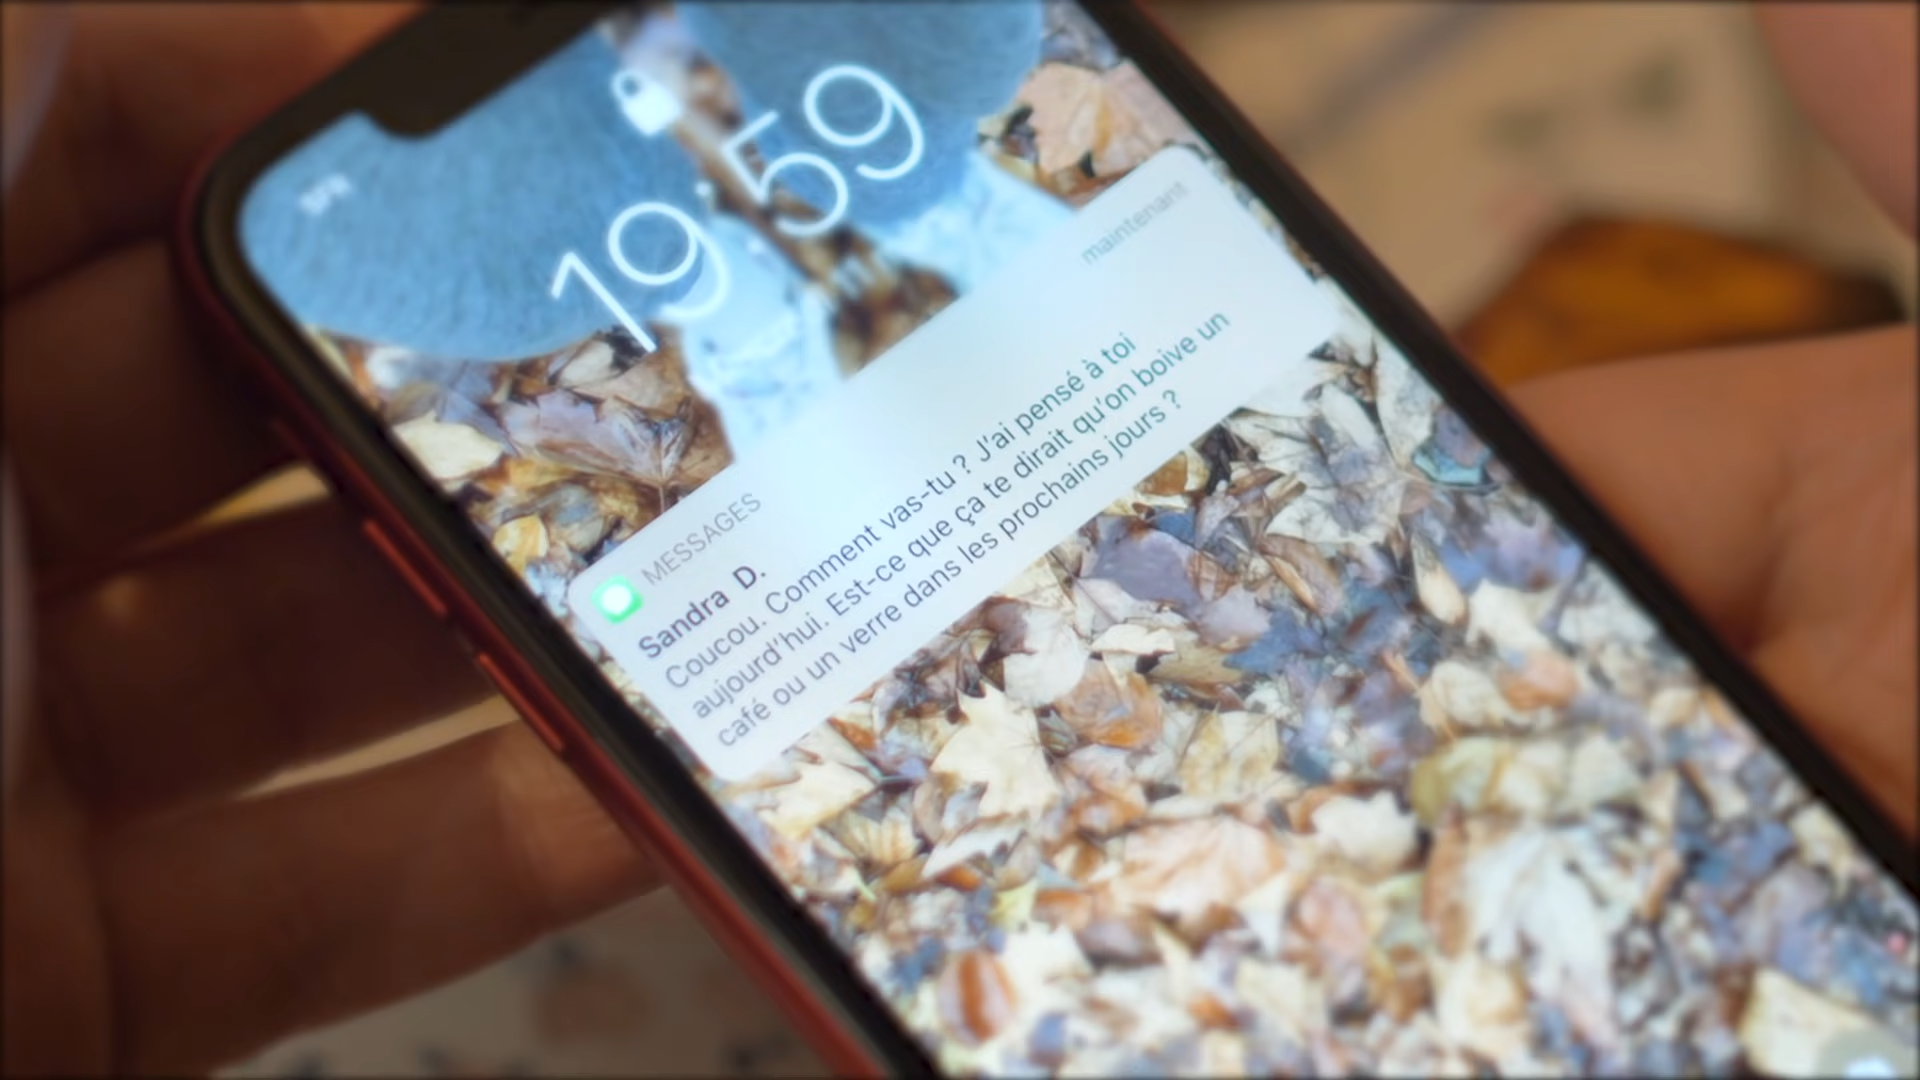 SFR
19:59
MESSAGES
maintenant
Sandra D.
Coucou. Comment vas-tu ? J'ai pensé à toi
aujourd'hui. Est-ce que ça te dirait qu'on boive un
café ou un verre dans les prochains jours ?